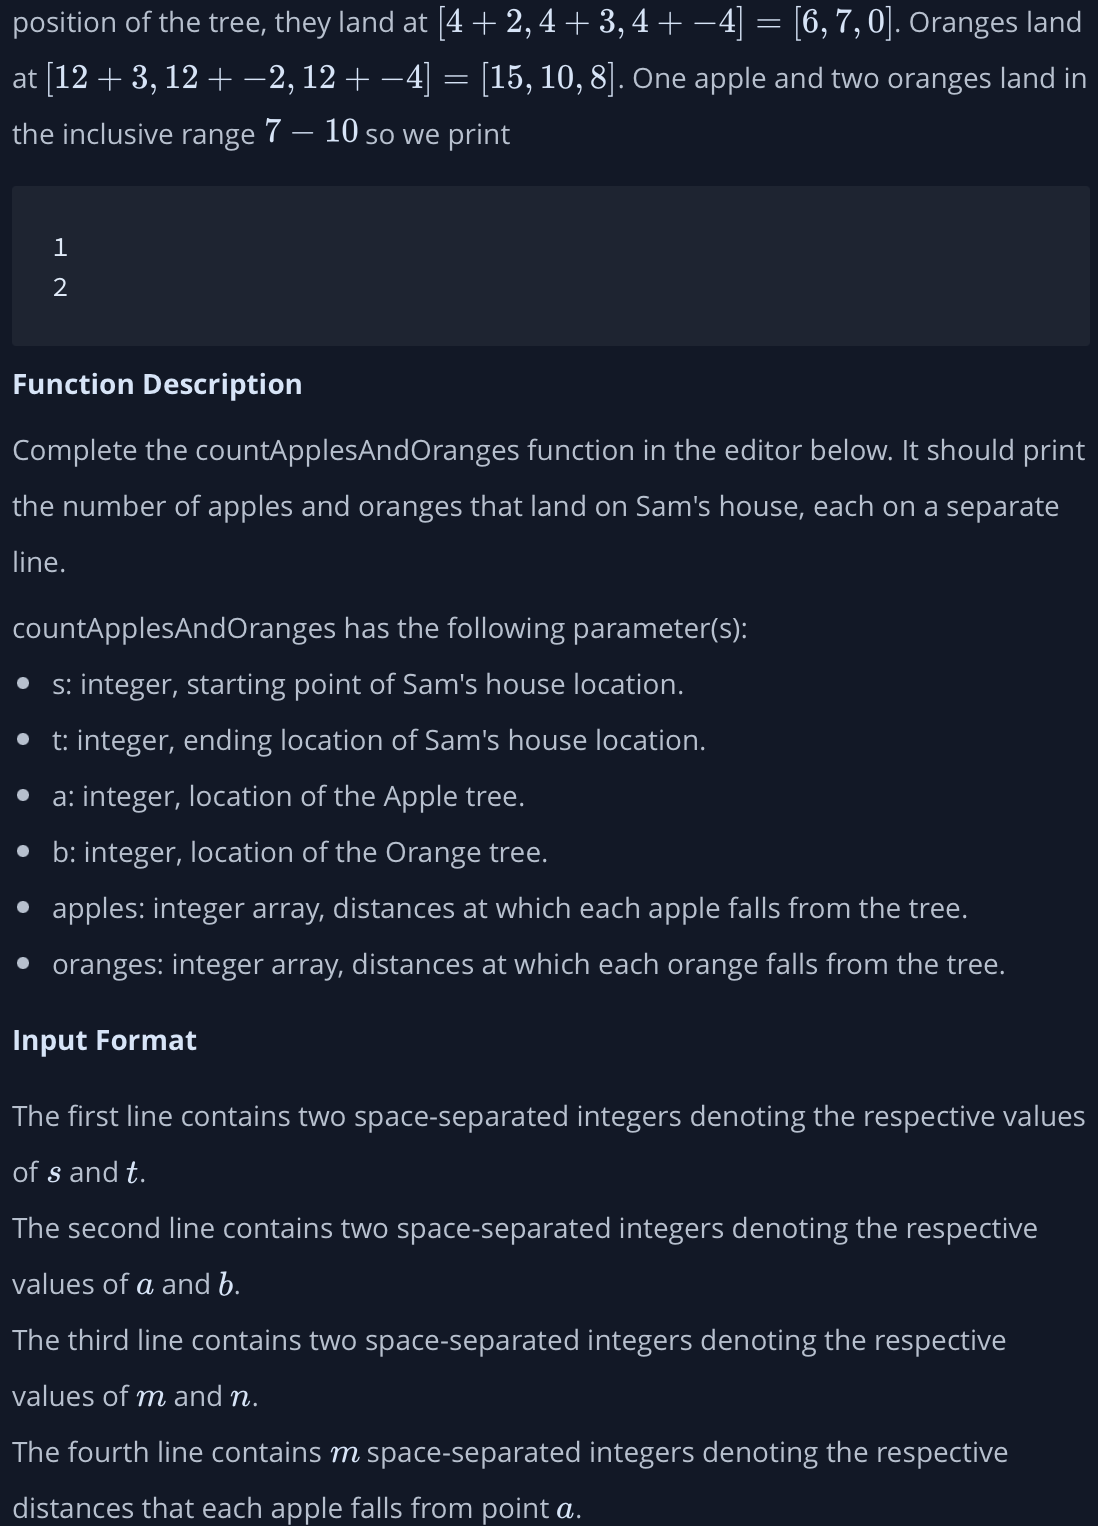 position of the tree, they land at [4 + 2, 4 + 3, 4 + −4] = [6, 7, 0]. Oranges land
at [12 + 3, 12 + −2, 12 + −4] = [15, 10, 8]. One apple and two oranges land in
the inclusive range 7 − 10 so we print
1
2
Function Description
Complete the countApplesAndOranges function in the editor below. It should print
the number of apples and oranges that land on Sam's house, each on a separate
line.
countApplesAndOranges has the following parameter(s):
• s: integer, starting point of Sam's house location.
• t: integer, ending location of Sam's house location.
• a: integer, location of the Apple tree.
• b: integer, location of the Orange tree.
• apples: integer array, distances at which each apple falls from the tree.
• oranges: integer array, distances at which each orange falls from the tree.
Input Format
The first line contains two space-separated integers denoting the respective values
of s and t.
The second line contains two space-separated integers denoting the respective
values of a and b.
The third line contains two space-separated integers denoting the respective
values of m and n.
The fourth line contains m space-separated integers denoting the respective
distances that each apple falls from point a.